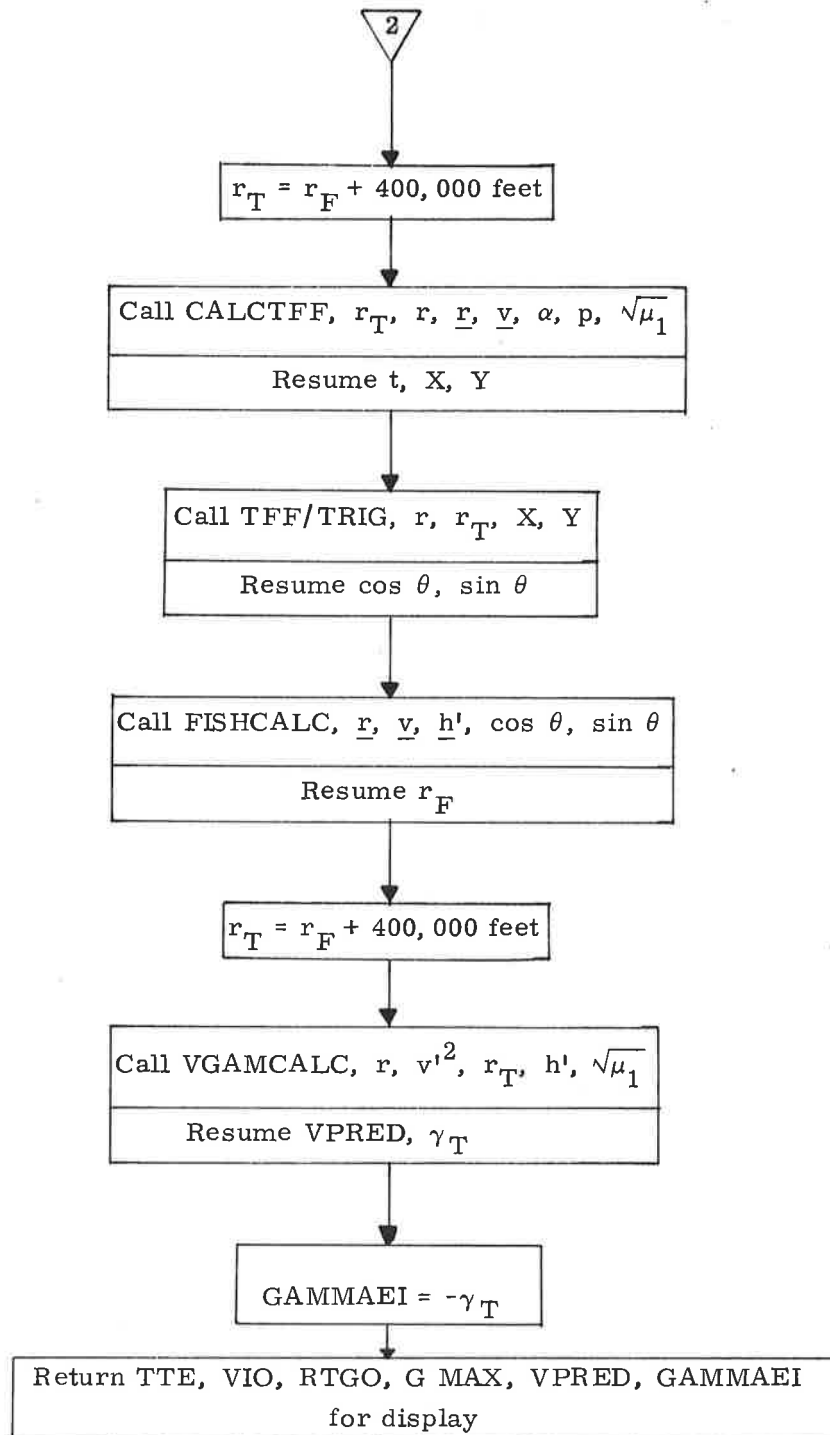 2
r_T = r_F + 400,000 feet
Call CALCTFF, r_T, r, r, v, α, p, √μ_1
Resume t, X, Y
Call TFF/TRIG, r, r_T, X, Y
Resume cos θ, sin θ
Call FISHCALC, r, v, h', cos θ, sin θ
Resume r_F
r_T = r_F + 400,000 feet
Call VGAMCALC, r, v'², r_T, h', √μ_1
Resume VPRED, γ_T
GAMMAEI = -γ_T
Return TTE, VIO, RTGO, G MAX, VPRED, GAMMAEI
for display